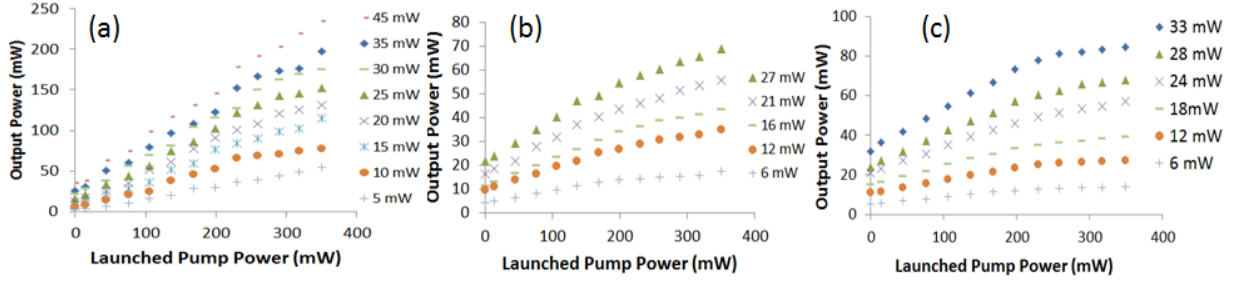 (a)
Output Power (mW)
250
200
150
100
50
0
0 100 200 300 400
Launched Pump Power (mW)
45 mW
35 mW
30 mW
25 mW
20 mW
15 mW
10 mW
5 mW
(b)
Output Power (mW)
80
70
60
50
40
30
20
10
0
0 100 200 300 400
Launched Pump Power (mW)
27 mW
21 mW
16 mW
12 mW
6 mW
(c)
Output Power (mW)
100
80
60
40
20
0
0 100 200 300 400
Launched Pump Power (mW)
33 mW
28 mW
24 mW
18mW
12 mW
6 mW